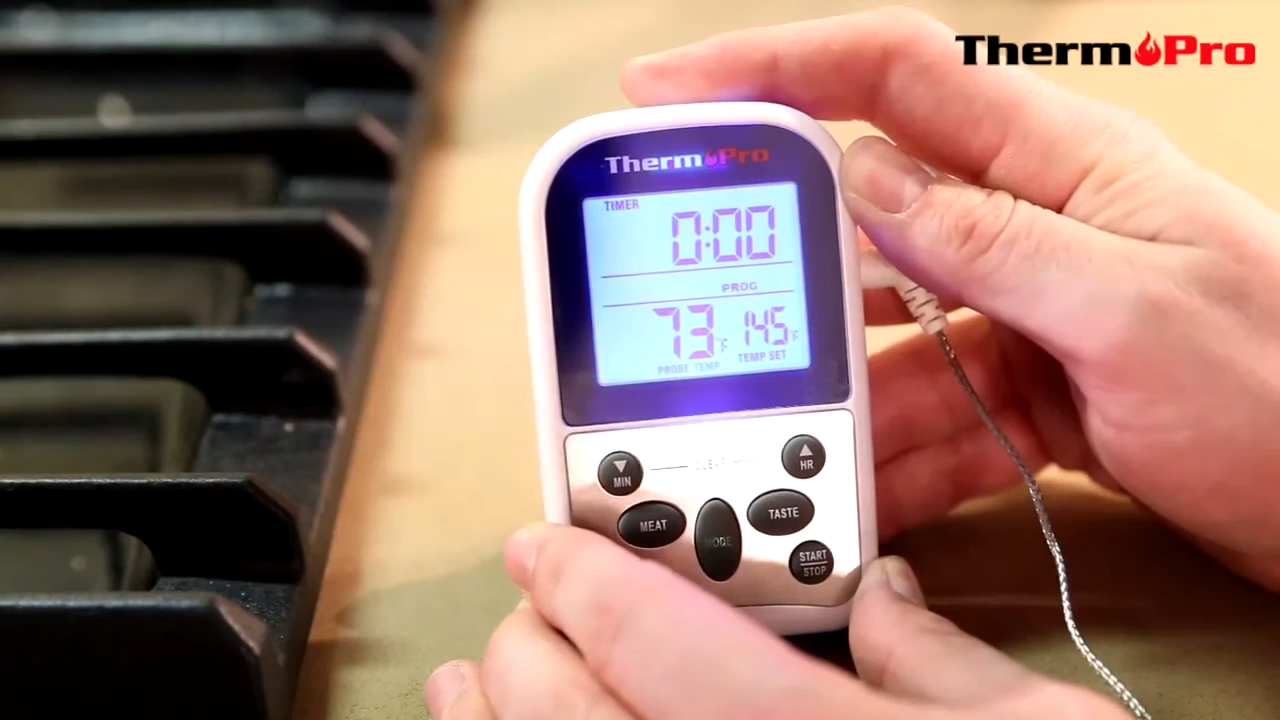 ThermoPro
ThermoPro
TIMER
0:00
PROG
73°F 145°F
PROBE TEMP TEMP SET
MIN
HR
MEAT
MODE
TASTE
START
STOP